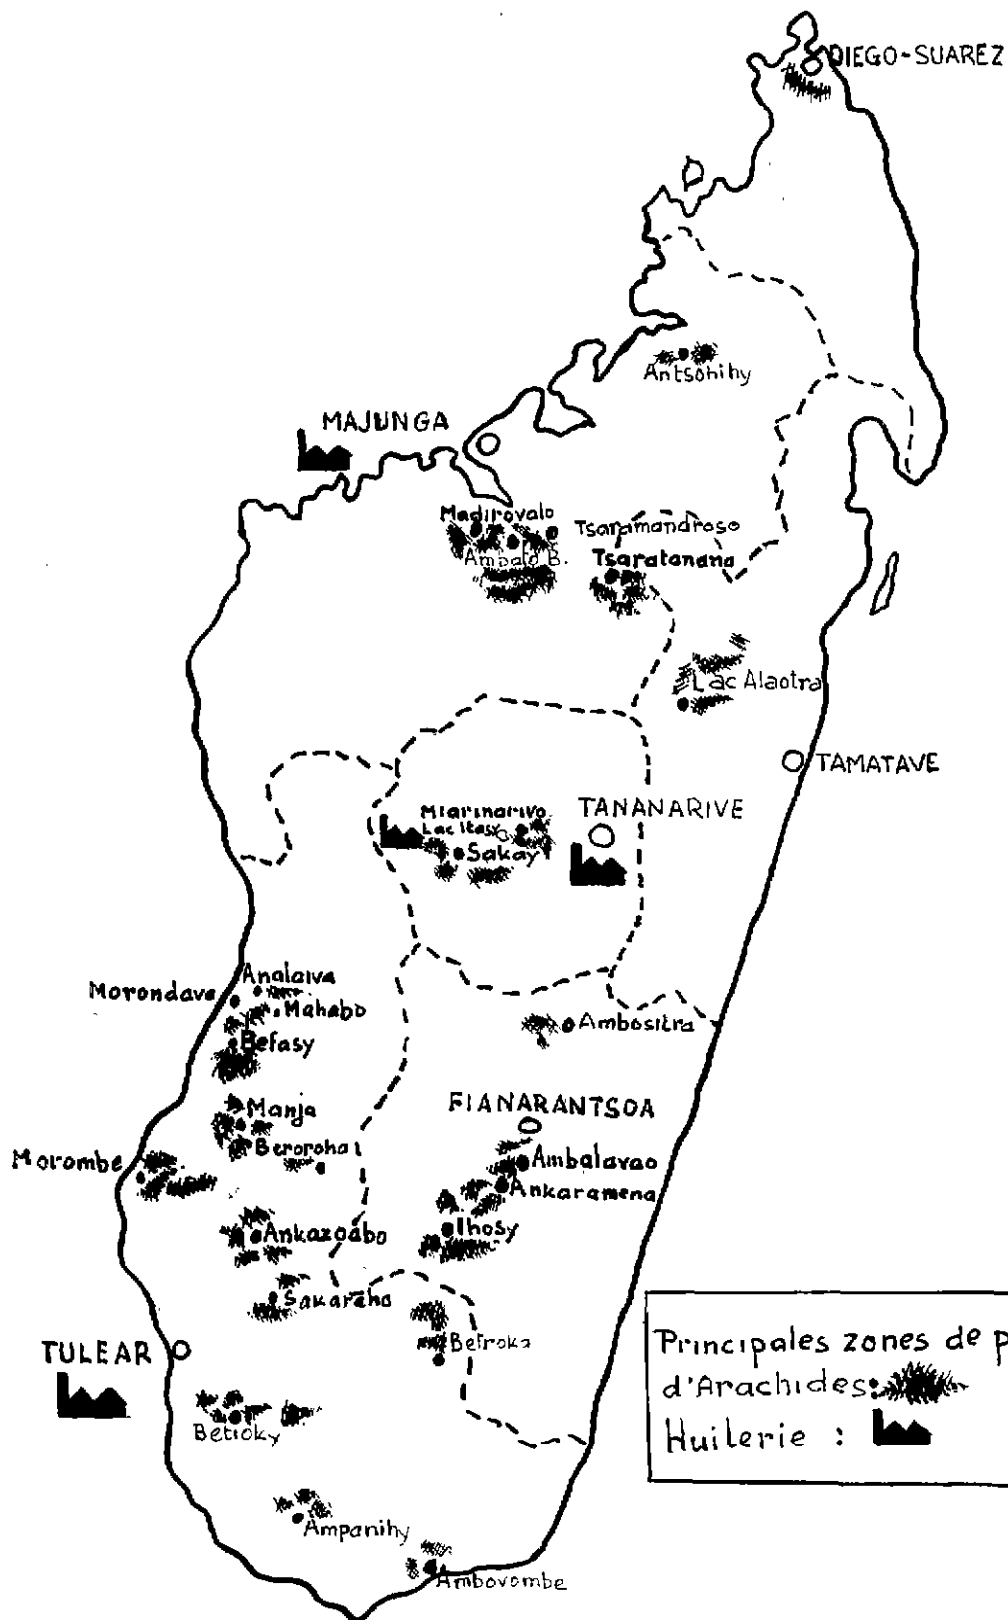 DIEGO-SUAREZ
Antsohihy
MAJUNGA
Madirovalo
Tsaramandroso
Ambato B.
Tsaratanana
Lac Alaotra
TAMATAVE
TANANARIVE
Miarinarivo
Lac Itasy
Sakay
Analaiva
Morondava
Mahabo
Befasy
Ambositra
Manja
FIANARANTSOA
Beroroha
Morombe
Ambalavao
Ankaramena
Ihosy
Ankazoabo
Sakaraha
Betroka
TULEAR
Betioky
Ampanihy
Ambovombe
Principales zones de p
d'Arachides:
Huilerie :